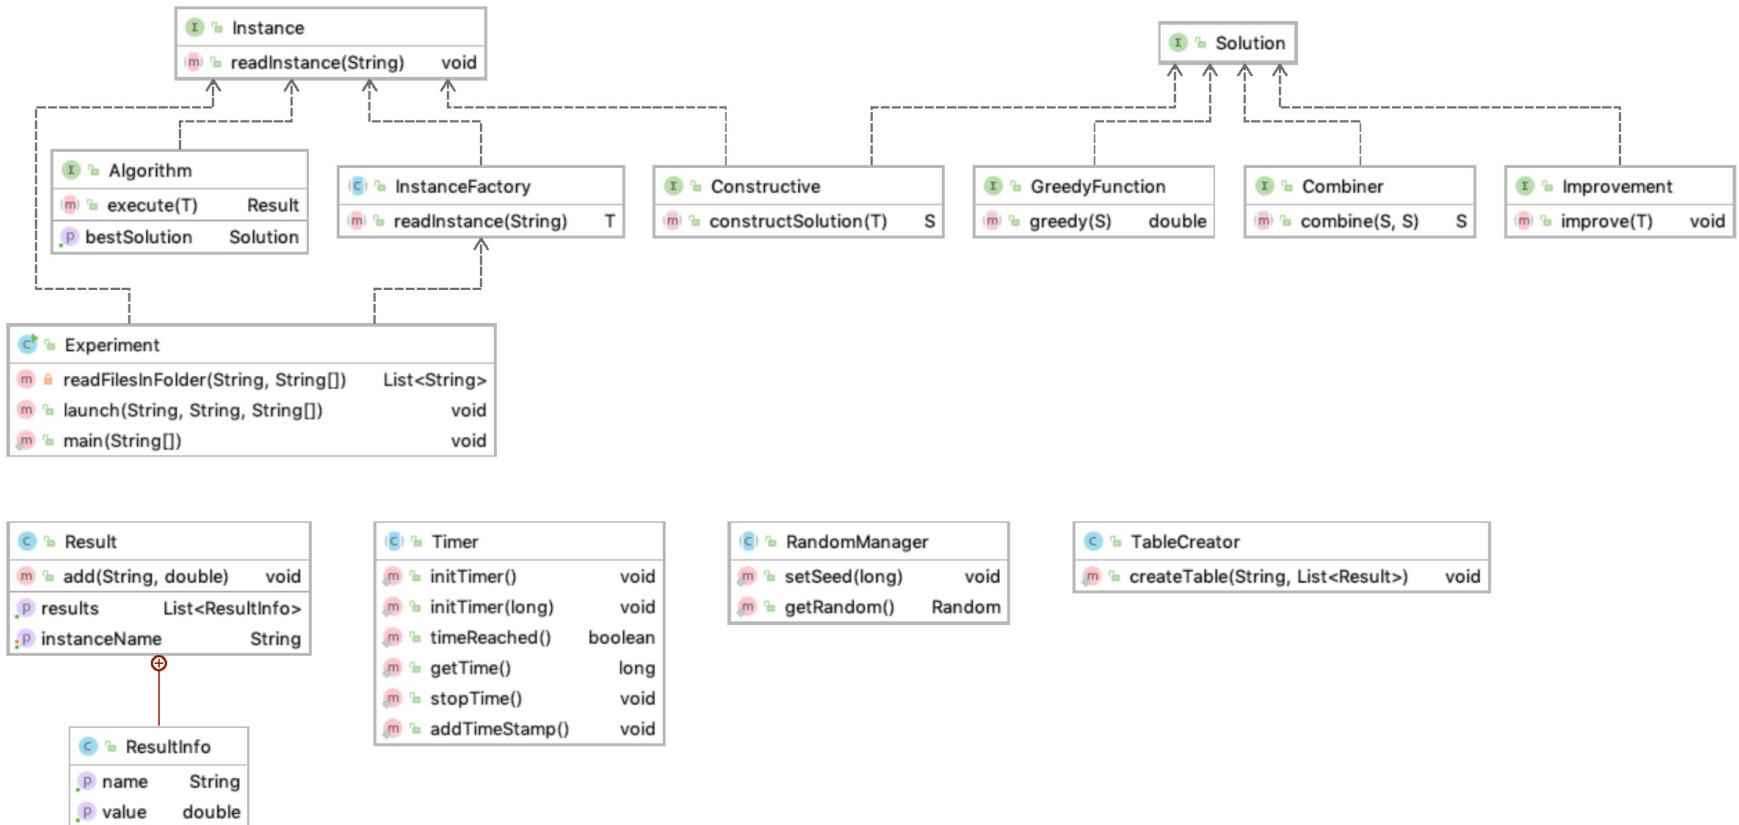 Instance
readInstance(String) void
Solution
Algorithm
execute(T) Result
bestSolution Solution
InstanceFactory
readInstance(String) T
Constructive
constructSolution(T) S
GreedyFunction
greedy(S) double
Combiner
combine(S, S) S
Improvement
improve(T) void
Experiment
readFilesInFolder(String, String[]) List<String>
launch(String, String, String[]) void
main(String[]) void
Result
add(String, double) void
results List<ResultInfo>
instanceName String
ResultInfo
name String
value double
Timer
initTimer() void
initTimer(long) void
timeReached() boolean
getTime() long
stopTime() void
addTimeStamp() void
RandomManager
setSeed(long) void
getRandom() Random
TableCreator
createTable(String, List<Result>) void